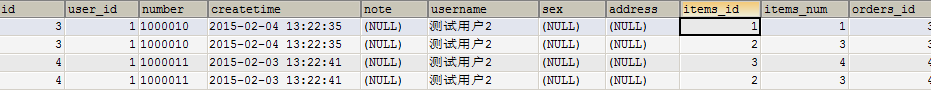 id user_id number createtime note username sex address items_id items_num orders_id
3 1 1000010 2015-02-04 13:22:35 (NULL) 测试用户2 (NULL) (NULL) 1 1 3
3 1 1000010 2015-02-04 13:22:35 (NULL) 测试用户2 (NULL) (NULL) 2 3 3
4 1 1000011 2015-02-03 13:22:41 (NULL) 测试用户2 (NULL) (NULL) 3 4
4 1 1000011 2015-02-03 13:22:41 (NULL) 测试用户2 (NULL) (NULL) 2 3